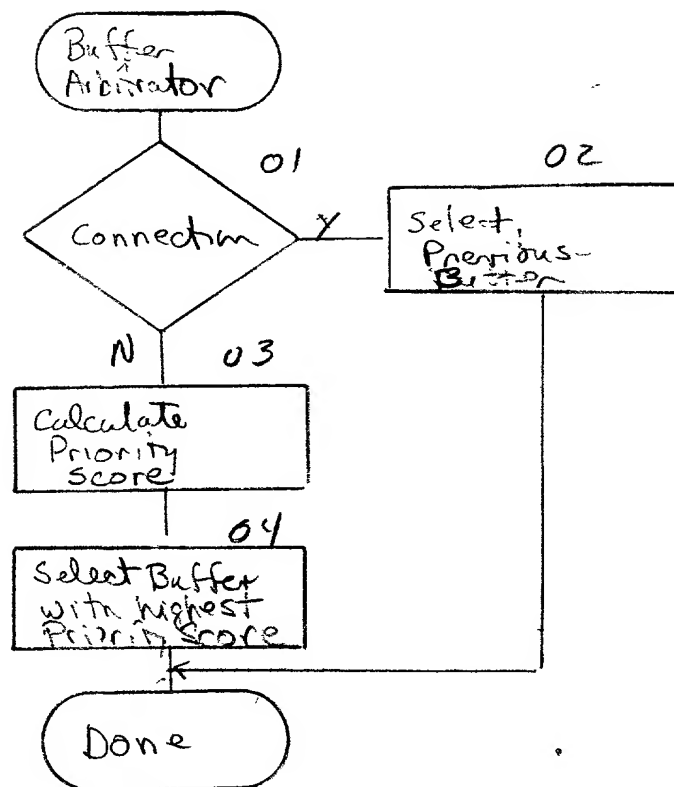 Buffer
Arbitrator
01
02
Connection
Y
Select
Previous-
Button
N
03
Calculate
Priority
Score
04
Select Buffer
with highest
Priority Score
Done